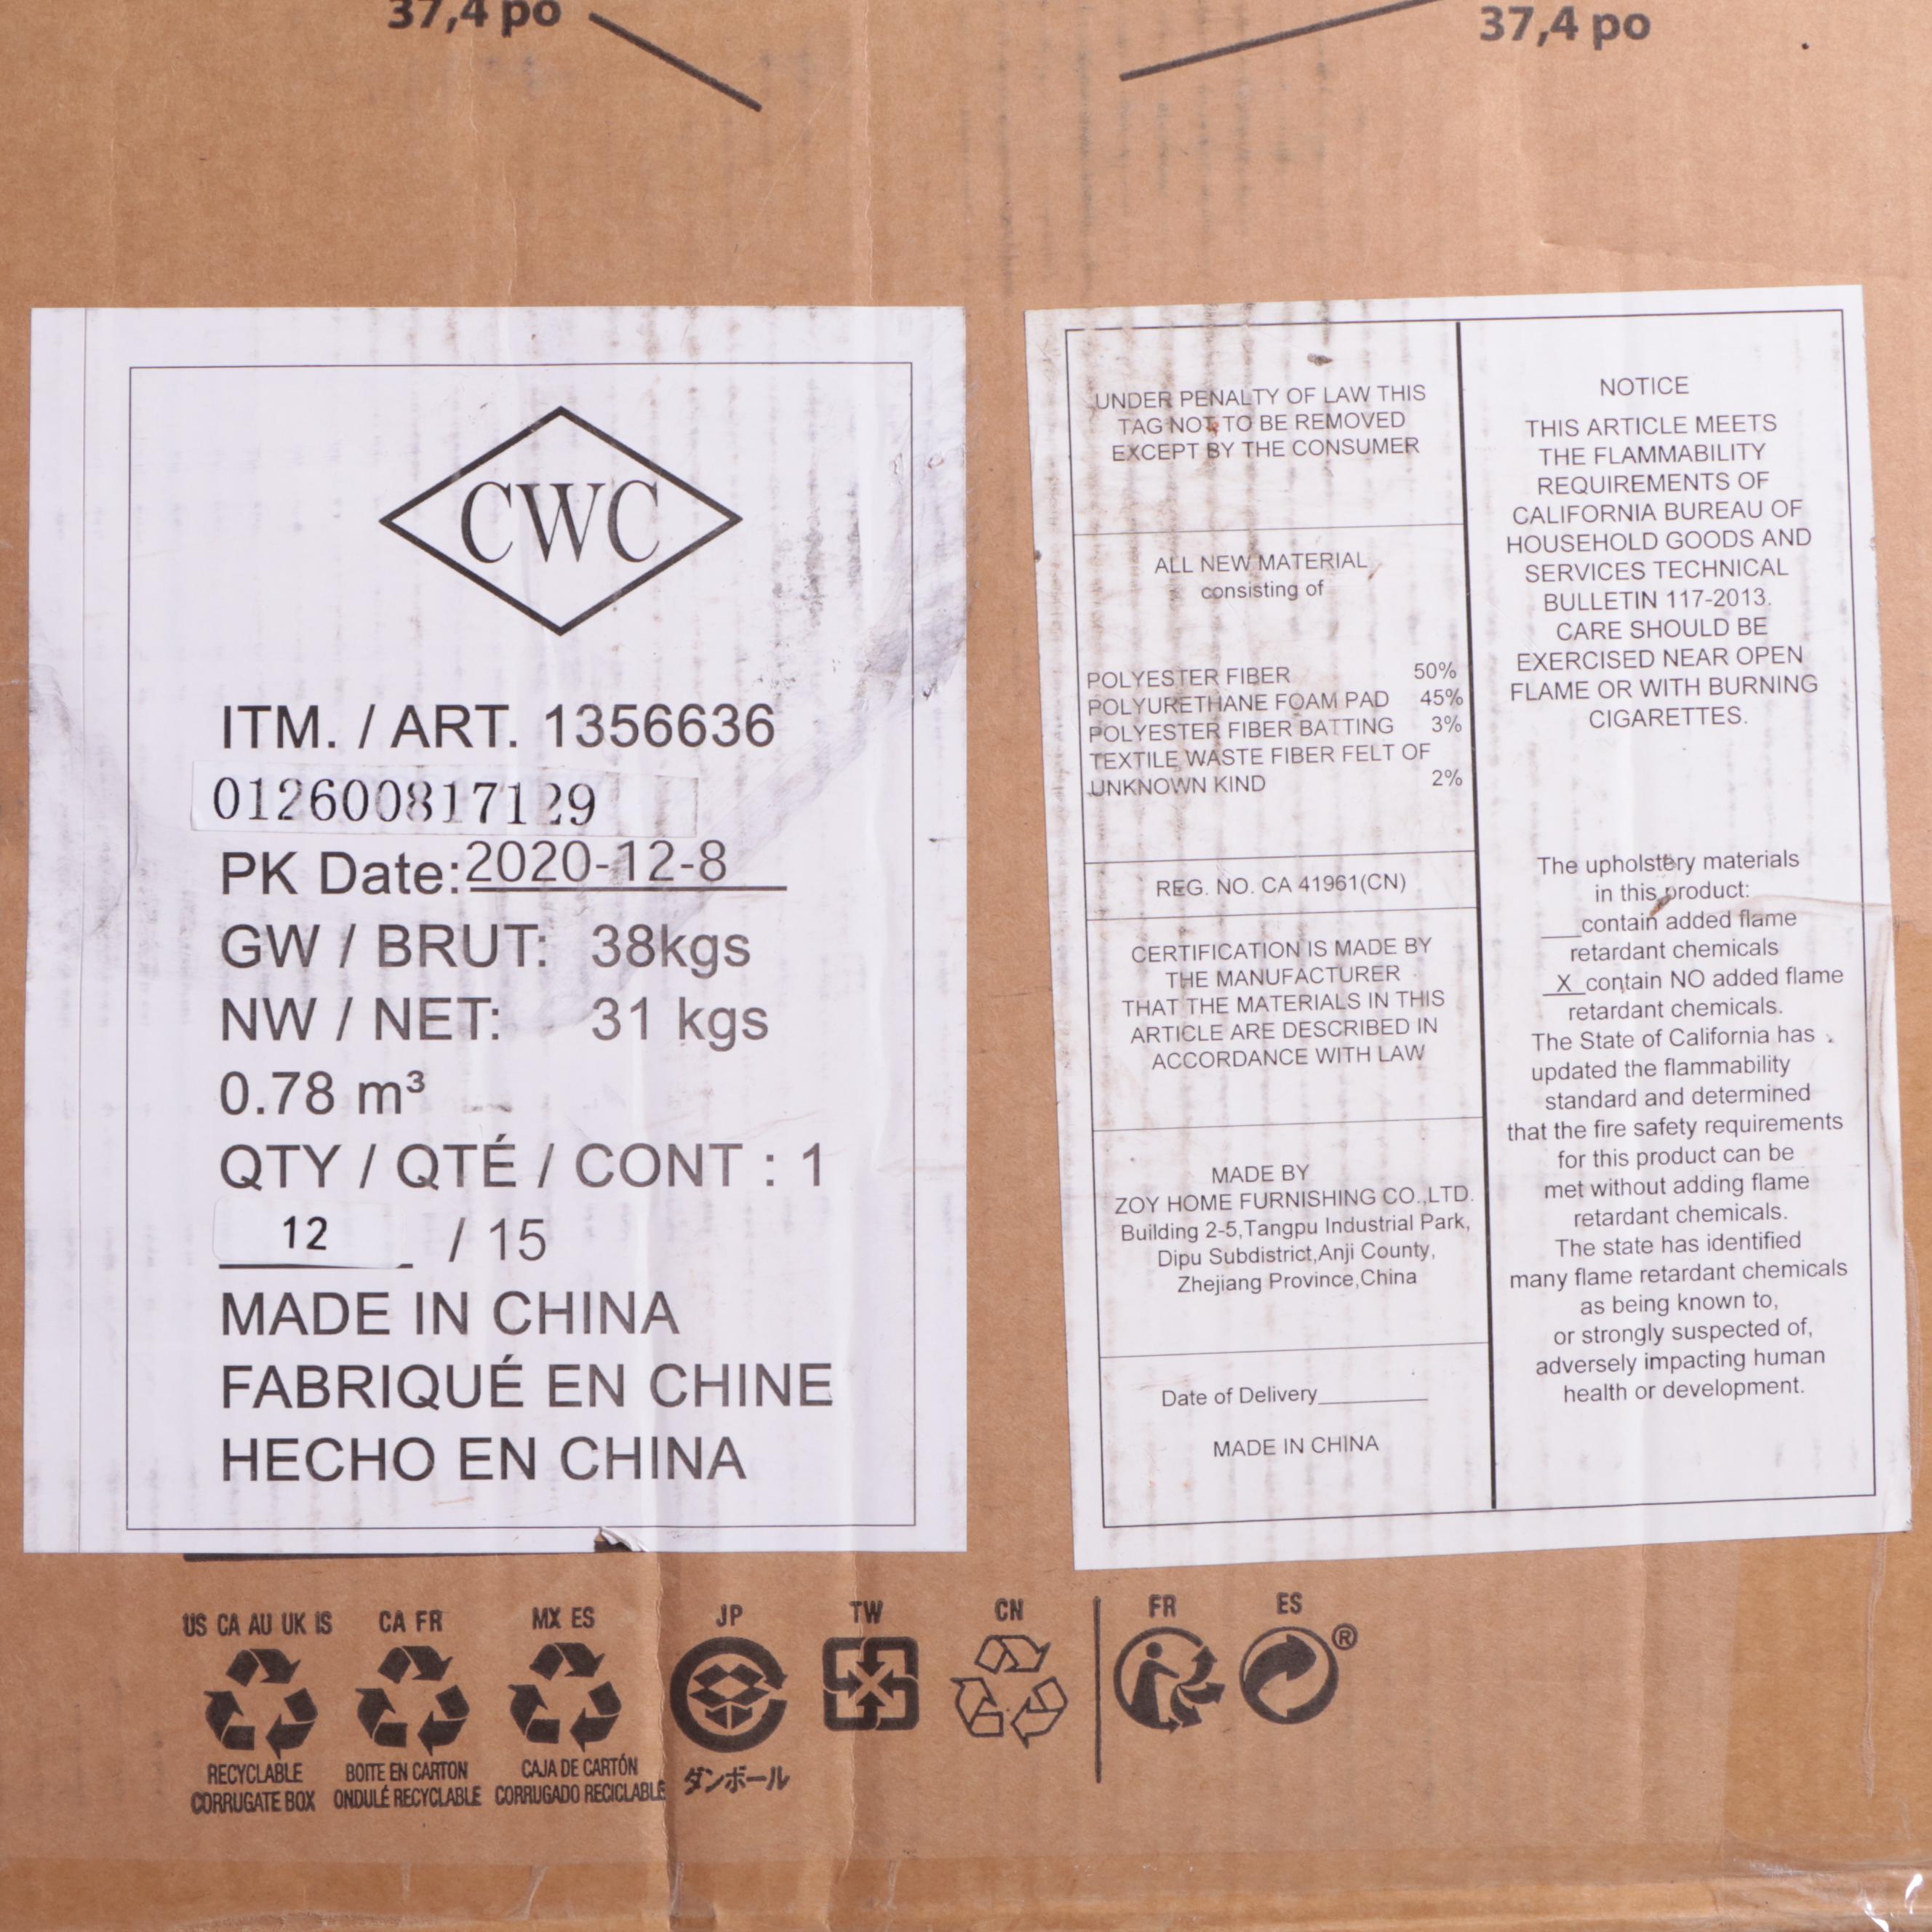 37,4 po
37,4 po
CWC
ITM. / ART. 1356636
012600817129
PK Date: 2020-12-8
GW / BRUT: 38kgs
NW / NET: 31 kgs
0.78 m³
QTY / QTÉ / CONT : 1
12 / 15
MADE IN CHINA
FABRIQUÉ EN CHINE
HECHO EN CHINA
UNDER PENALTY OF LAW THIS
TAG NOT TO BE REMOVED
EXCEPT BY THE CONSUMER
ALL NEW MATERIAL
consisting of
POLYESTER FIBER 50%
POLYURETHANE FOAM PAD 45%
POLYESTER FIBER BATTING 3%
TEXTILE WASTE FIBER FELT OF
UNKNOWN KIND 2%
REG. NO. CA 41961(CN)
CERTIFICATION IS MADE BY
THE MANUFACTURER
THAT THE MATERIALS IN THIS
ARTICLE ARE DESCRIBED IN
ACCORDANCE WITH LAW
MADE BY
ZOY HOME FURNISHING CO.,LTD.
Building 2-5,Tangpu Industrial Park,
Dipu Subdistrict,Anji County,
Zhejiang Province,China
Date of Delivery________
MADE IN CHINA
NOTICE
THIS ARTICLE MEETS
THE FLAMMABILITY
REQUIREMENTS OF
CALIFORNIA BUREAU OF
HOUSEHOLD GOODS AND
SERVICES TECHNICAL
BULLETIN 117-2013.
CARE SHOULD BE
EXERCISED NEAR OPEN
FLAME OR WITH BURNING
CIGARETTES.
The upholstery materials
in this product:
___contain added flame
retardant chemicals
_X_contain NO added flame
retardant chemicals.
The State of California has
updated the flammability
standard and determined
that the fire safety requirements
for this product can be
met without adding flame
retardant chemicals.
The state has identified
many flame retardant chemicals
as being known to,
or strongly suspected of,
adversely impacting human
health or development.
US CA AU UK IS
RECYCLABLE
CORRUGATE BOX
CA FR
BOITE EN CARTON
ONDULÉ RECYCLABLE
MX ES
CAJA DE CARTÓN
CORRUGADO RECICLABLE
JP
ダンボール
TW
CN
FR
ES
®